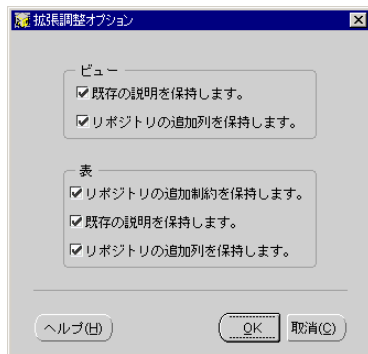 拡張調整オプション
ビュー
既存の説明を保持します。
リポジトリの追加列を保持します。
表
リポジトリの追加制約を保持します。
既存の説明を保持します。
リポジトリの追加列を保持します。
ヘルプ(H) OK 取消(C)